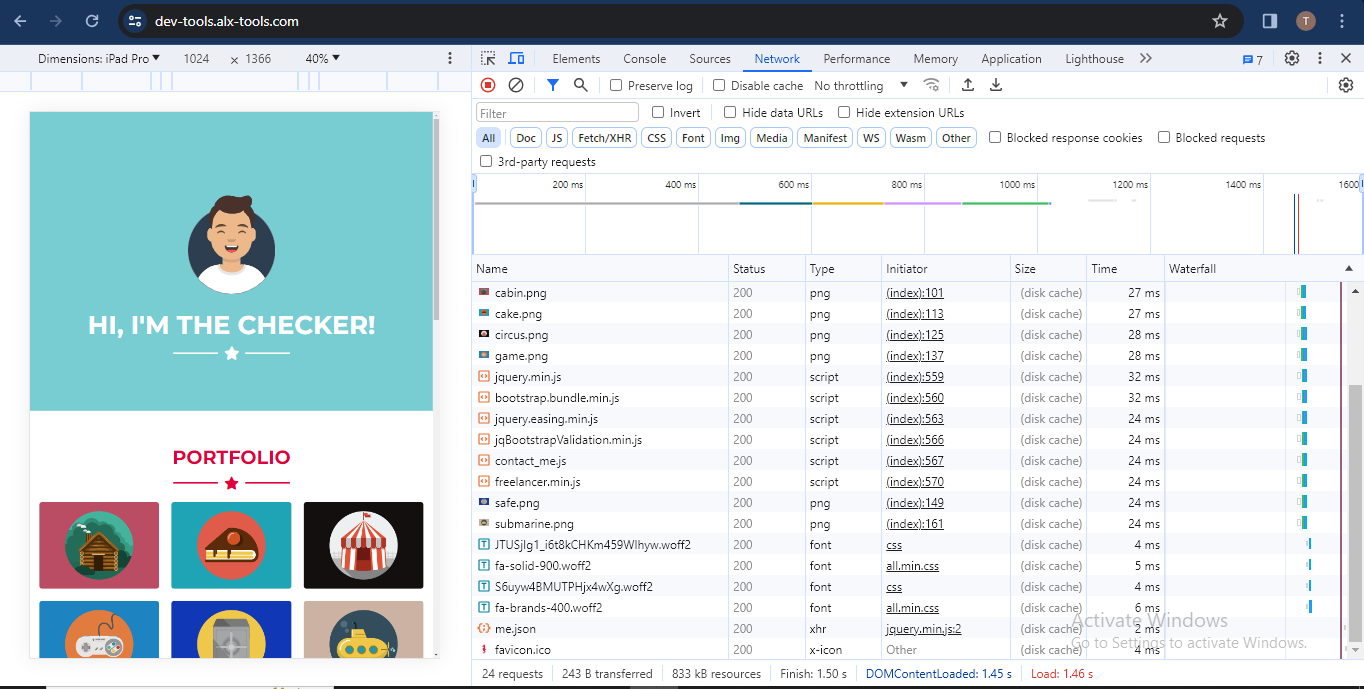 dev-tools.alx-tools.com T
Dimensions: iPad Pro ▼ 1024 × 1366 40% ▼
Elements Console Sources Network Performance Memory Application Lighthouse 7
Preserve log Disable cache No throttling
Filter Invert Hide data URLs Hide extension URLs
All Doc JS Fetch/XHR CSS Font Img Media Manifest WS Wasm Other Blocked response cookies Blocked requests
3rd-party requests
200 ms 400 ms 600 ms 800 ms 1000 ms 1200 ms 1400 ms 1600
HI, I'M THE CHECKER!
PORTFOLIO
Name Status Type Initiator Size Time Waterfall
cabin.png 200 png (index):101 (disk cache) 27 ms
cake.png 200 png (index):113 (disk cache) 27 ms
circus.png 200 png (index):125 (disk cache) 28 ms
game.png 200 png (index):137 (disk cache) 28 ms
jquery.min.js 200 script (index):559 (disk cache) 32 ms
bootstrap.bundle.min.js 200 script (index):560 (disk cache) 32 ms
jquery.easing.min.js 200 script (index):563 (disk cache) 24 ms
jqBootstrapValidation.min.js 200 script (index):566 (disk cache) 24 ms
contact_me.js 200 script (index):567 (disk cache) 24 ms
freelancer.min.js 200 script (index):570 (disk cache) 24 ms
safe.png 200 png (index):149 (disk cache) 24 ms
submarine.png 200 png (index):161 (disk cache) 24 ms
JTUSjIg1_i6t8kCHKm459Wlhyw.woff2 200 font css (disk cache) 4 ms
fa-solid-900.woff2 200 font all.min.css (disk cache) 5 ms
S6uyw4BMUTPHjx4wXg.woff2 200 font css (disk cache) 4 ms
fa-brands-400.woff2 200 font all.min.css (disk cache) 6 ms
me.json 200 xhr jquery.min.js:2 (disk cache) 2 ms
favicon.ico 200 x-icon Other (disk cache) 4 ms
Activate Windows
Go to Settings to activate Windows.
24 requests 243 B transferred 833 kB resources Finish: 1.50 s DOMContentLoaded: 1.45 s Load: 1.46 s